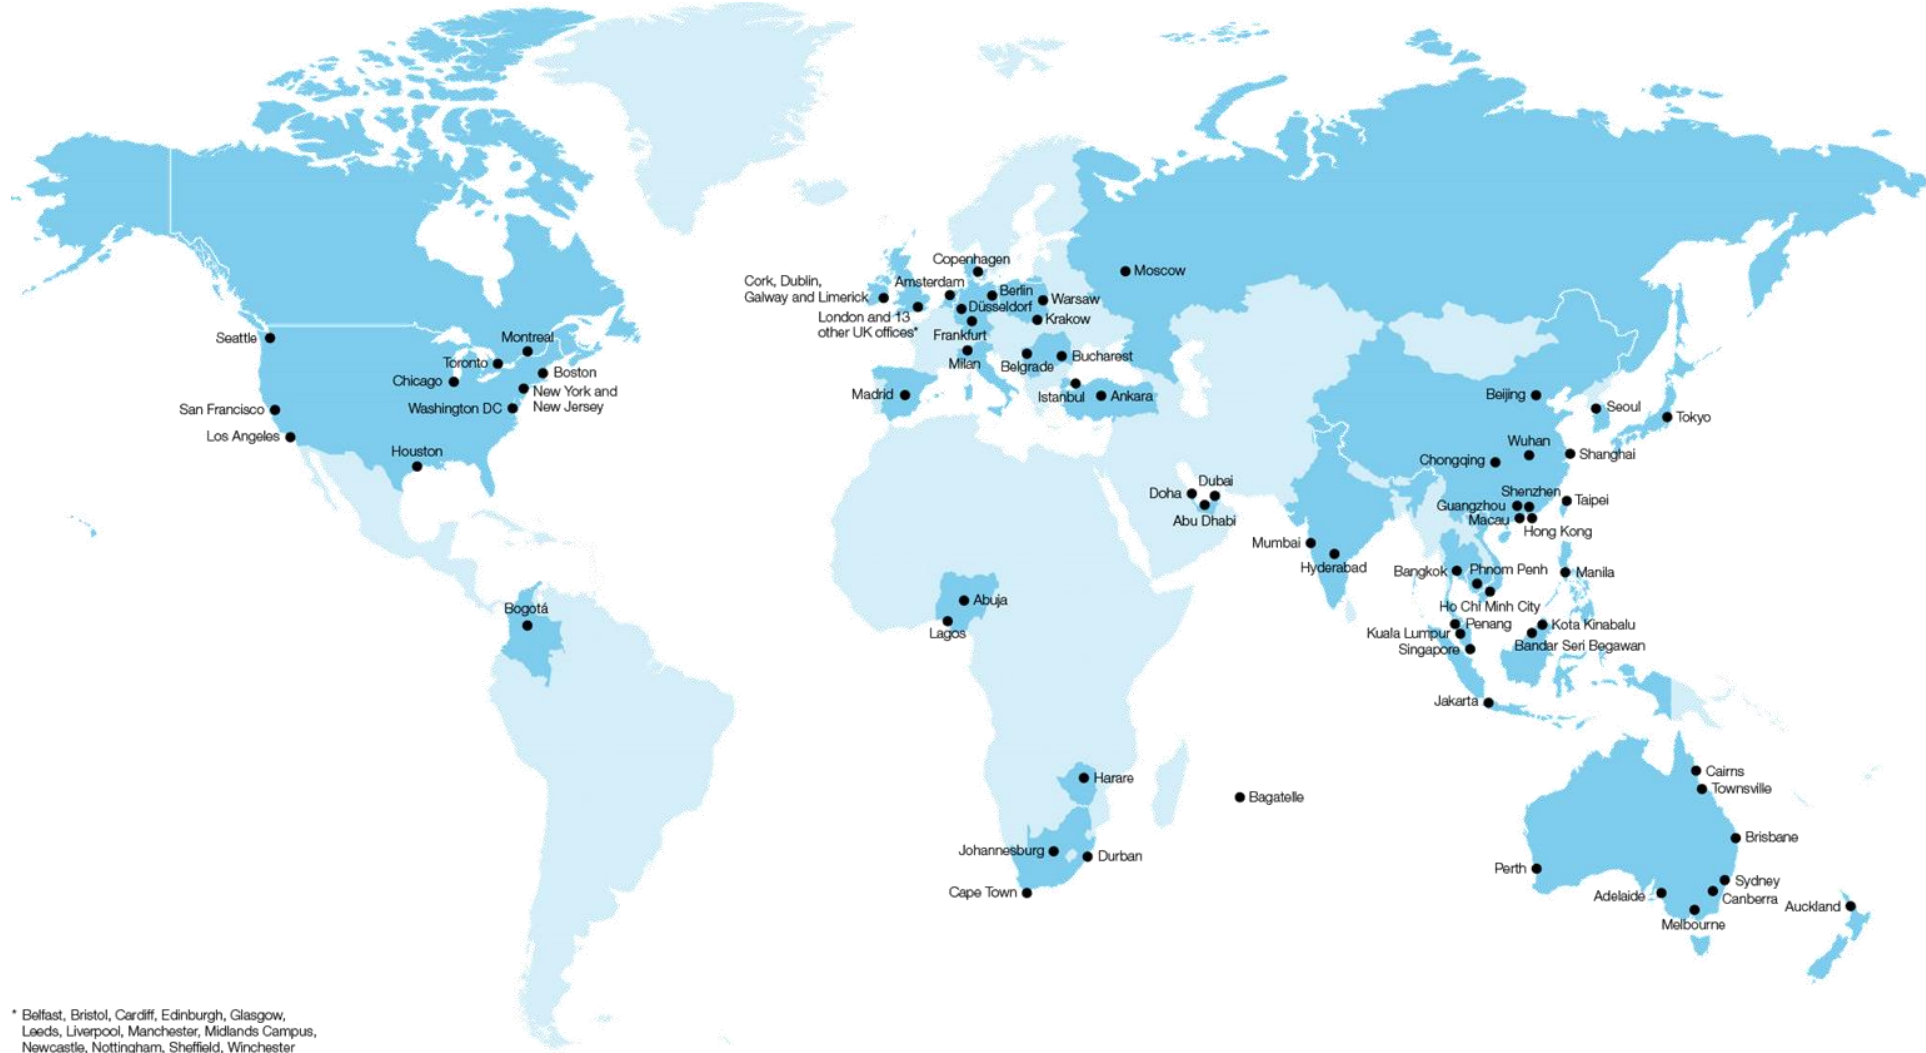 Seattle
San Francisco
Los Angeles
Houston
Chicago
Toronto
Montreal
Boston
New York and
New Jersey
Washington DC
Bogotá
Cork, Dublin,
Galway and Limerick
London and 13
other UK offices*
Copenhagen
Amsterdam
Berlin
Düsseldorf
Frankfurt
Warsaw
Krakow
Milan
Belgrade
Bucharest
Madrid
Istanbul
Ankara
Moscow
Doha
Dubai
Abu Dhabi
Abuja
Lagos
Harare
Johannesburg
Durban
Cape Town
Bagatelle
Beijing
Seoul
Tokyo
Wuhan
Chongqing
Shanghai
Shenzhen
Guangzhou
Taipei
Macau
Hong Kong
Mumbai
Hyderabad
Bangkok
Phnom Penh
Manila
Ho Chi Minh City
Penang
Kota Kinabalu
Kuala Lumpur
Bandar Seri Begawan
Singapore
Jakarta
Cairns
Townsville
Brisbane
Perth
Sydney
Adelaide
Canberra
Melbourne
Auckland
* Belfast, Bristol, Cardiff, Edinburgh, Glasgow,
Leeds, Liverpool, Manchester, Midlands Campus,
Newcastle, Nottingham, Sheffield, Winchester